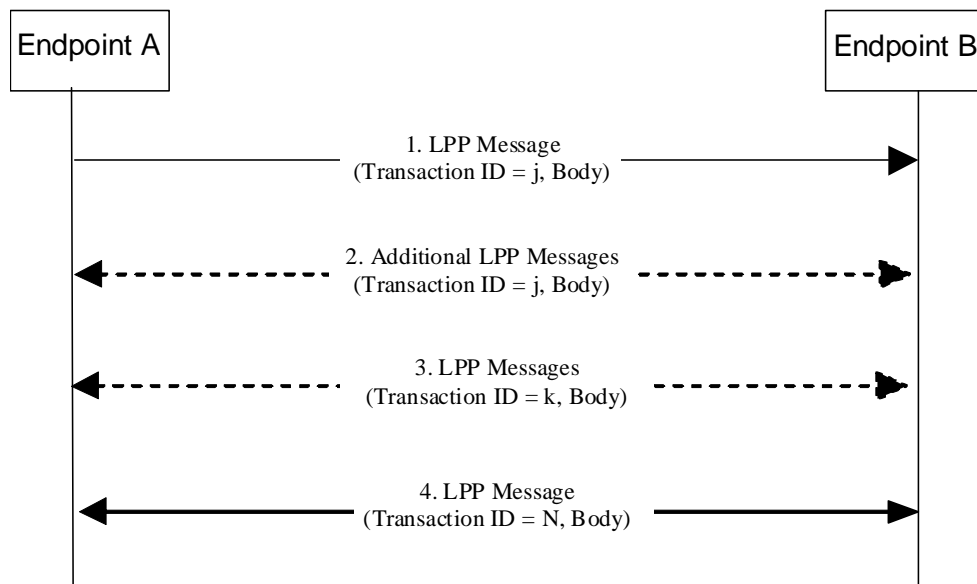 Endpoint A
Endpoint B
1. LPP Message
(Transaction ID = j, Body)
2. Additional LPP Messages
(Transaction ID = j, Body)
3. LPP Messages
(Transaction ID = k, Body)
4. LPP Message
(Transaction ID = N, Body)